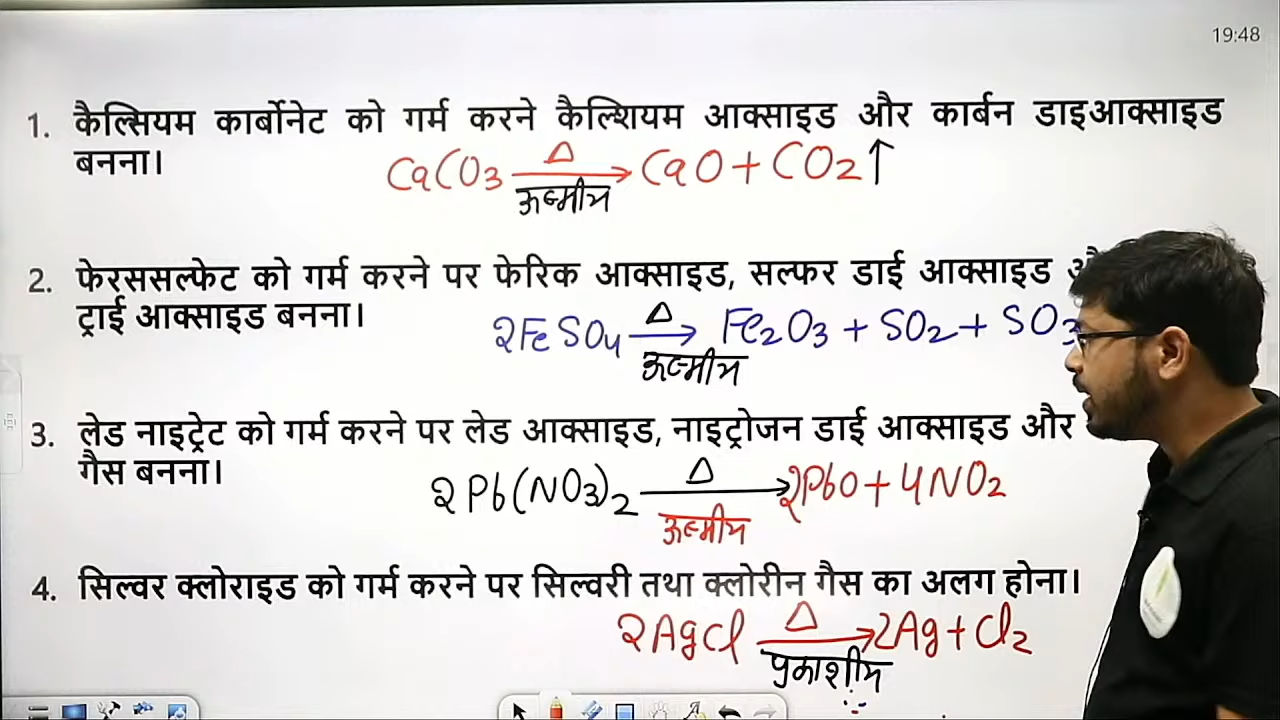 19:48
1. कैल्सियम कार्बोनेट को गर्म करने कैल्शियम आक्साइड और कार्बन डाइआक्साइड
बनना।
CaCO3 Δ→ CaO + CO2↑
ऊष्मीय
2. फेरससल्फेट को गर्म करने पर फेरिक आक्साइड, सल्फर डाई आक्साइड
ट्राई आक्साइड बनना।
2FeSO4 Δ→ Fe2O3 + SO2 + SO3
ऊष्मीय
3. लेड नाइट्रेट को गर्म करने पर लेड आक्साइड, नाइट्रोजन डाई आक्साइड और
गैस बनना।
2Pb(NO3)2 Δ→ 2PbO + 4NO2
ऊष्मीय
4. सिल्वर क्लोराइड को गर्म करने पर सिल्वरी तथा क्लोरीन गैस का अलग होना।
2AgCl Δ→ 2Ag + Cl2
प्रकाशीय